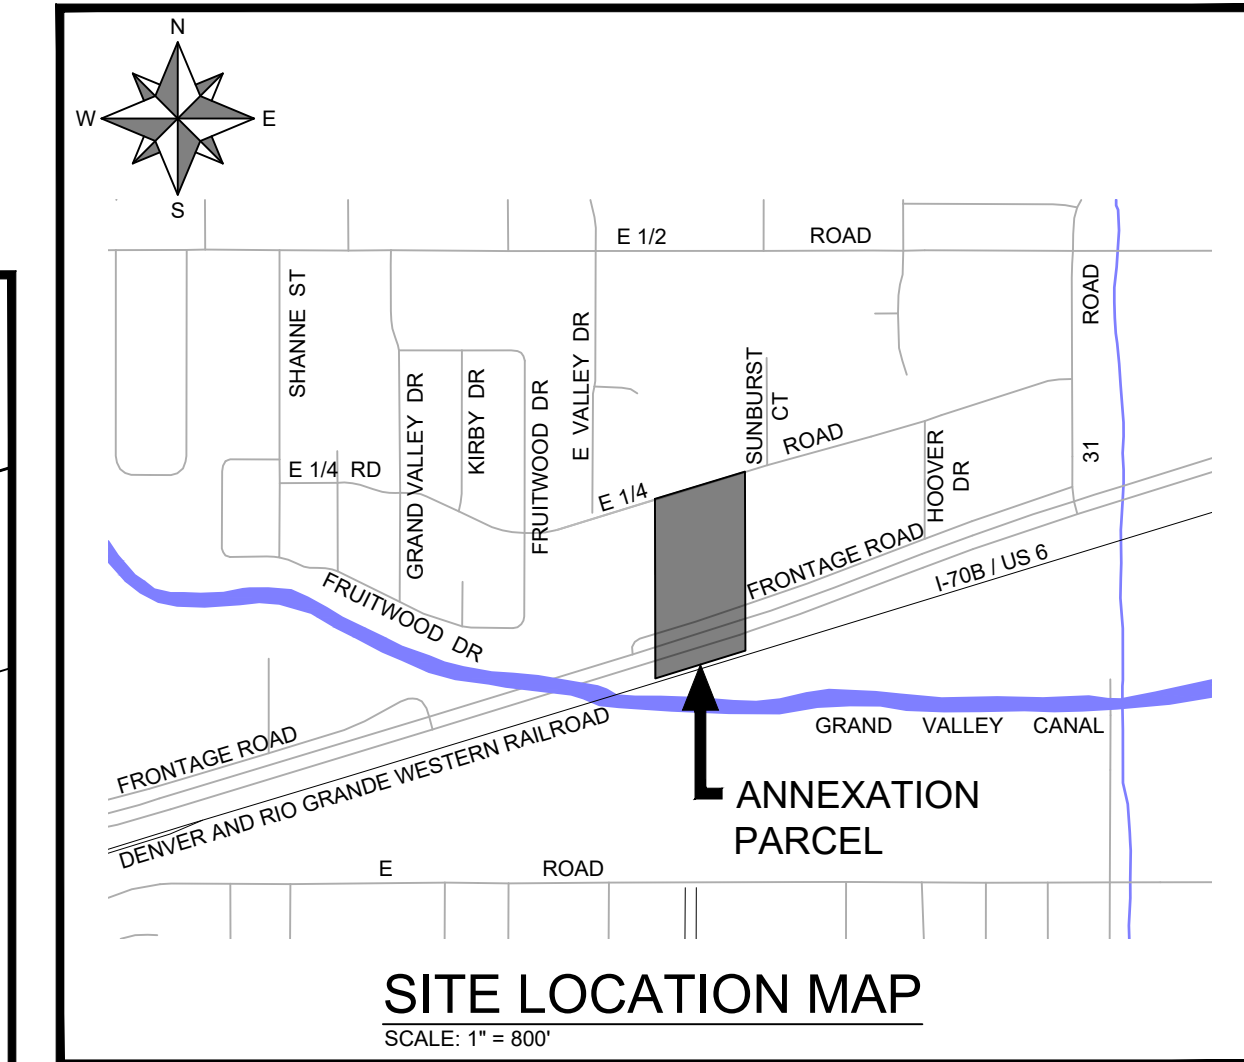 N
W
E
S
E 1/2 ROAD
SHANNE ST
GRAND VALLEY DR
KIRBY DR
FRUITWOOD DR
E VALLEY DR
SUNBURST
CT
ROAD
31
E 1/4 RD
E 1/4 ROAD
HOOVER
DR
FRUITWOOD DR
FRONTAGE ROAD
I-70B / US 6
FRONTAGE ROAD
DENVER AND RIO GRANDE WESTERN RAILROAD
GRAND VALLEY CANAL
ANNEXATION
PARCEL
E ROAD
SITE LOCATION MAP
SCALE: 1" = 800'